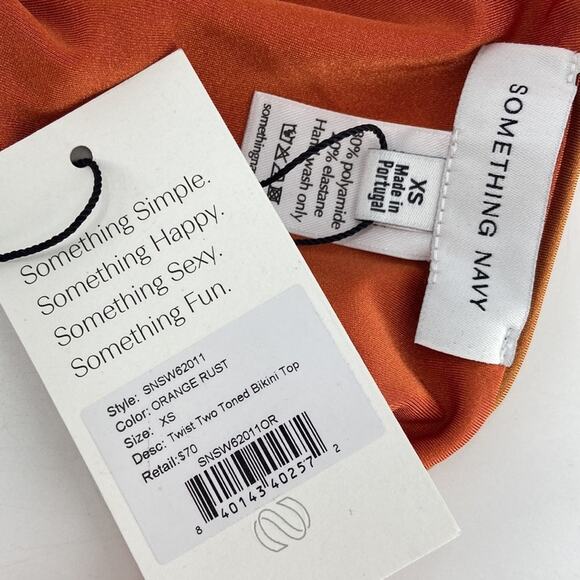 Something Simple.
Something Happy.
Something Sexy.
Something Fun.
Style: SNSW62011
Color: ORANGE RUST
Size: XS
Desc: Twist Two Toned Bikini Top
Retail: $70
SNSW62011OR
8 40143 40257 2
SOMETHING NAVY
XS
Made in
Portugal
80% polyamide
20% elastane
Hand wash only